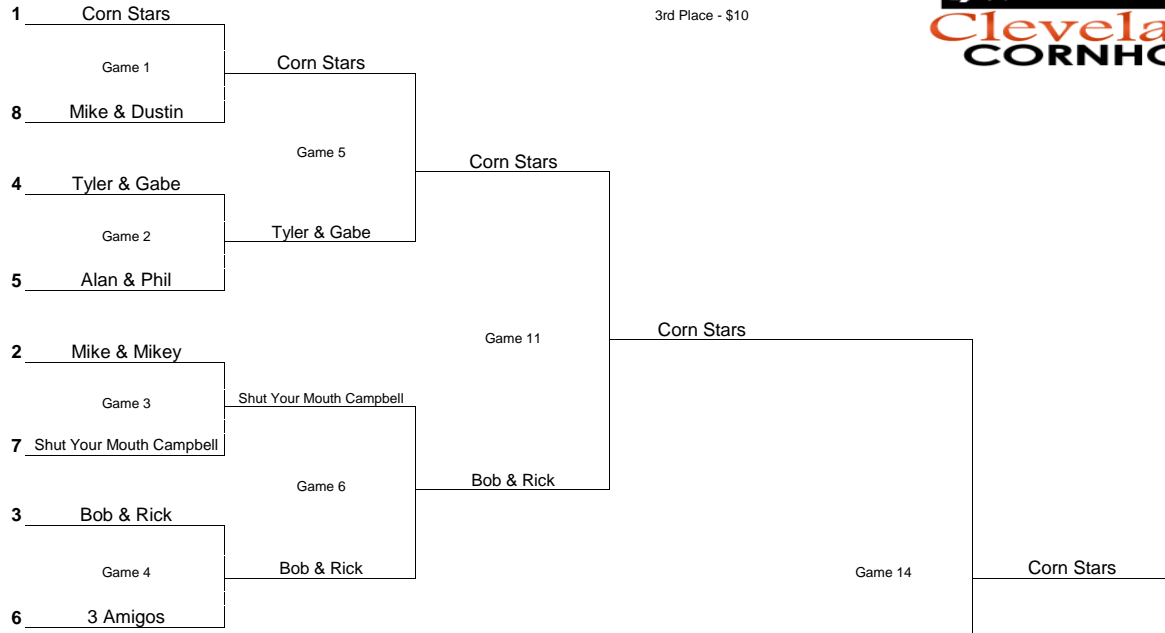 1 Corn Stars
3rd Place - $10
Game 1
Corn Stars
8 Mike & Dustin
Game 5
Corn Stars
4 Tyler & Gabe
Game 2
Tyler & Gabe
5 Alan & Phil
Game 11
Corn Stars
2 Mike & Mikey
Game 3
Shut Your Mouth Campbell
7 Shut Your Mouth Campbell
Game 6
Bob & Rick
3 Bob & Rick
Game 4
Bob & Rick
Game 14
Corn Stars
6 3 Amigos